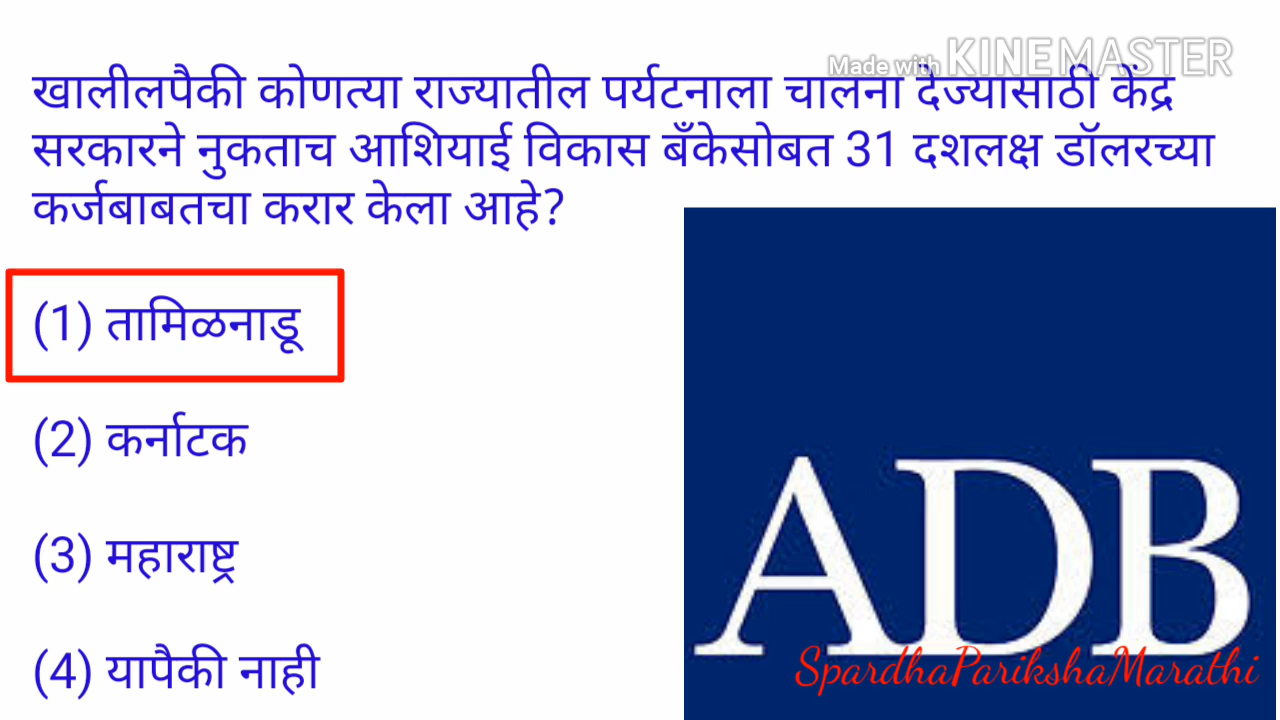 Made with KINEMASTER
खालीलपैकी कोणत्या राज्यातील पर्यटनाला चालना दैज्यासाठी केंद्र
सरकारने नुकताच आशियाई विकास बँकेसोबत 31 दशलक्ष डॉलरच्या
कर्जबाबतचा करार केला आहे?
(1) तामिळनाडू
(2) कर्नाटक
(3) महाराष्ट्र
(4) यापैकी नाही
ADB
SpardhaParikshaMarathi